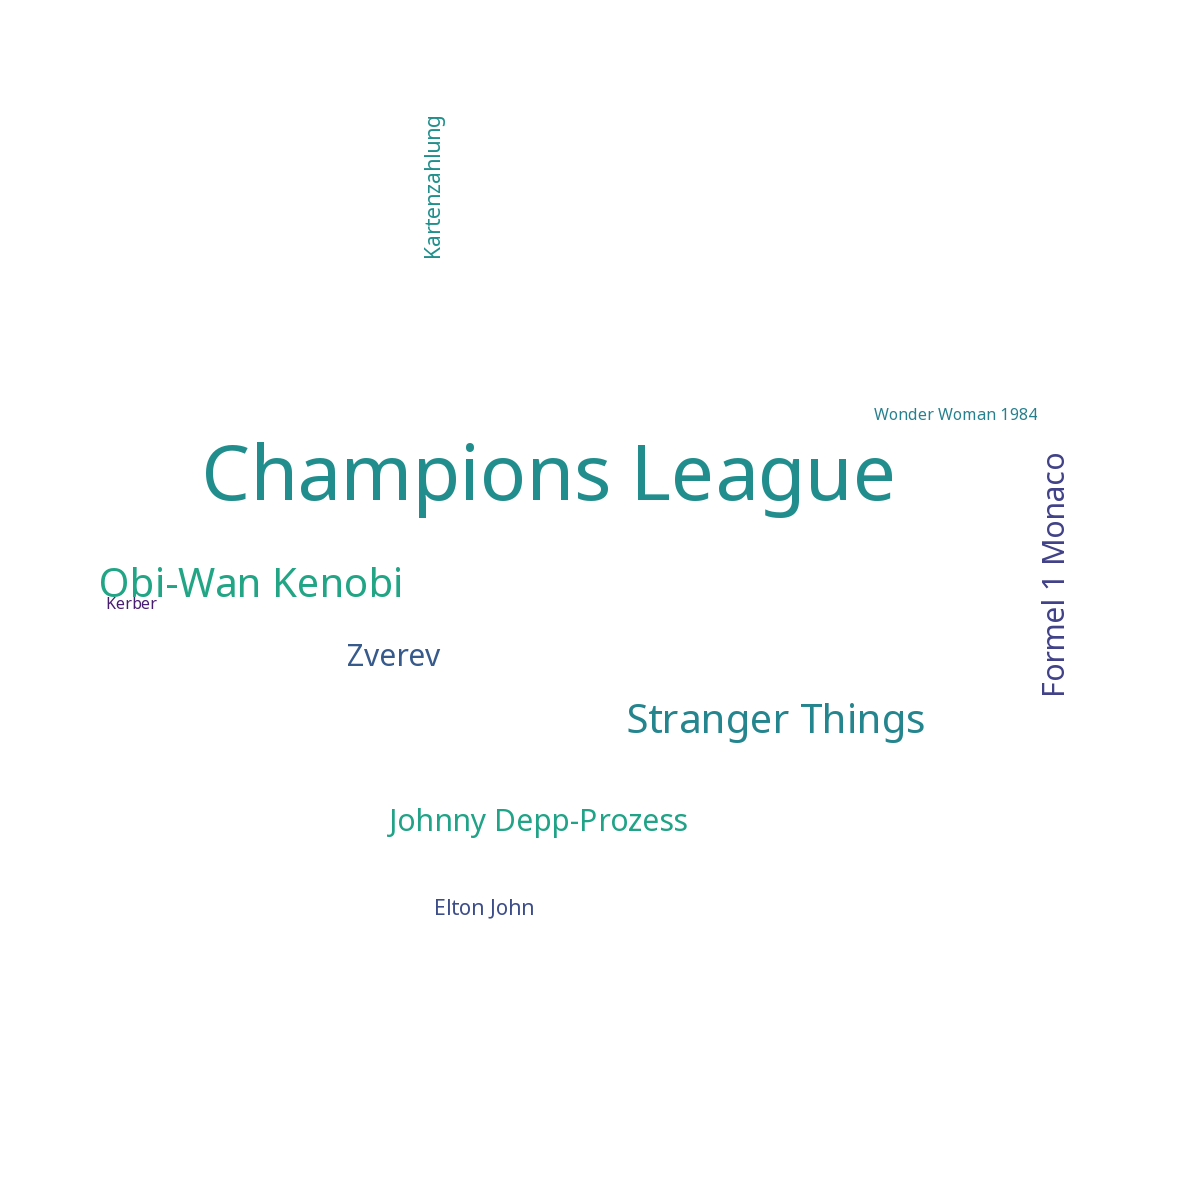 Kartenzahlung
Wonder Woman 1984
Champions League
Formel 1 Monaco
Obi-Wan Kenobi
Kerber
Zverev
Stranger Things
Johnny Depp-Prozess
Elton John